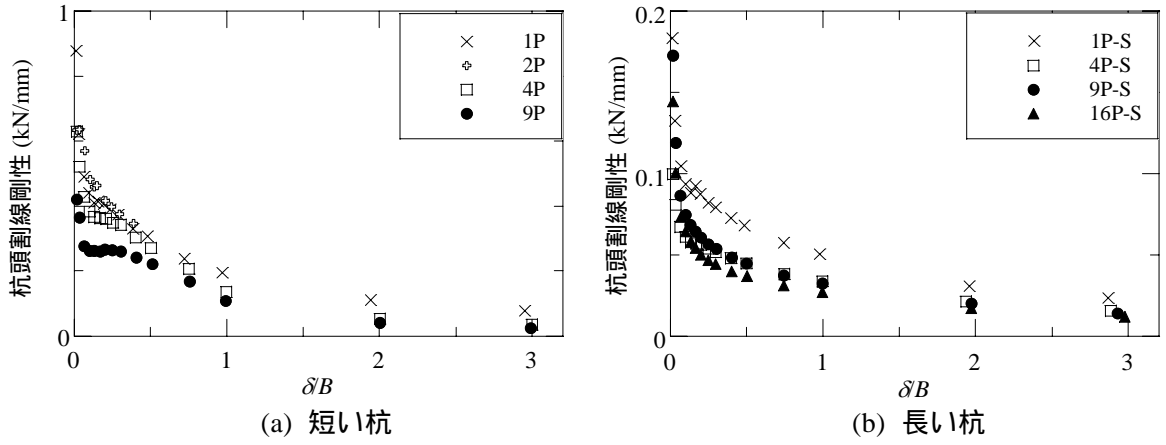 1
1P
2P
4P
9P
杭頭割線剛性 (kN/mm)
0
0 1 2 3
δ/B
(a) 短い杭
0.2
1P-S
4P-S
9P-S
16P-S
杭頭割線剛性 (kN/mm)
0.1
0
0 1 2 3
δ/B
(b) 長い杭